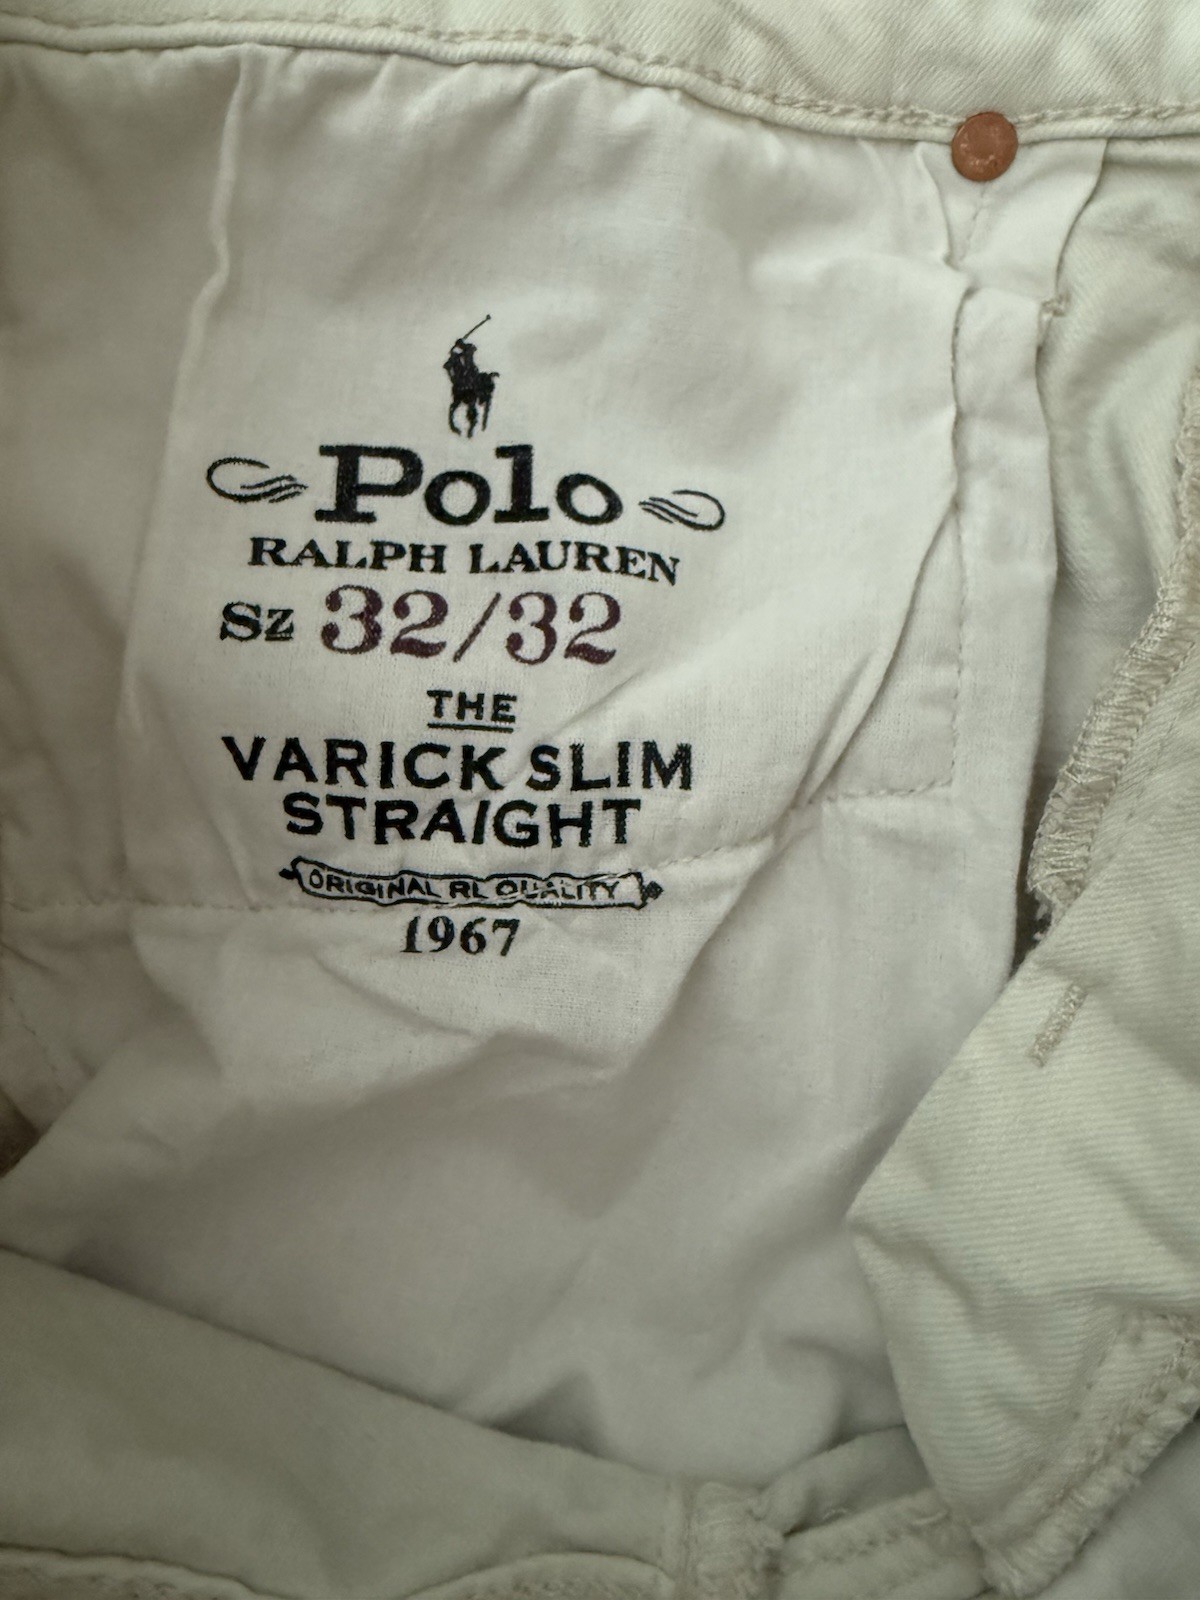 Polo
RALPH LAUREN
Sz 32/32
THE
VARICK SLIM
STRAIGHT
ORIGINAL RL QUALITY
1967